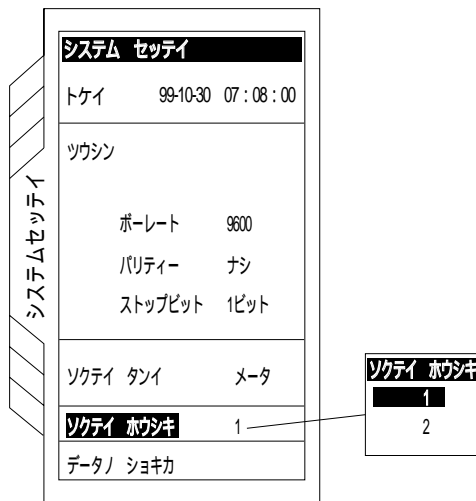 システム セッテイ
トケイ 99-10-30 07:08:00
ツウシン
ボーレート 9600
パリティー ナシ
ストップビット 1ビット
ソクテイ タンイ メータ
ソクテイ ホウシキ 1
データノ ショキカ
システムセッテイ
ソクテイ ホウシキ
1
2